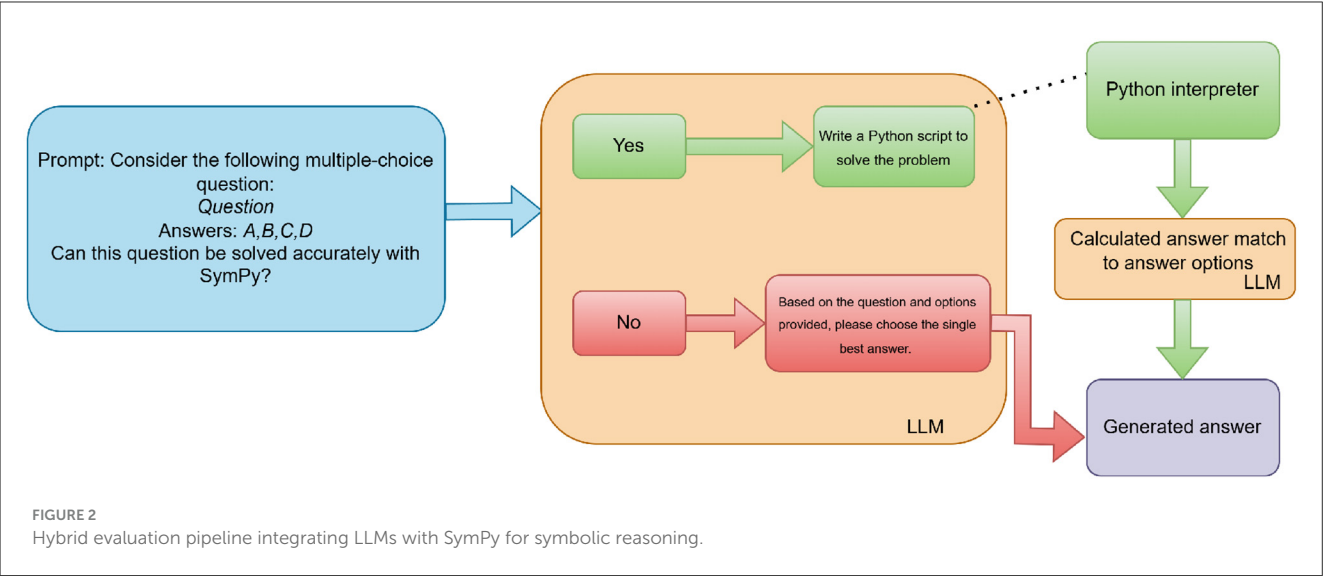 Prompt: Consider the following multiple-choice
question:
Question
Answers: A,B,C,D
Can this question be solved accurately with
SymPy?
Yes
Write a Python script to
solve the problem
No
Based on the question and options
provided, please choose the single
best answer.
LLM
Python interpreter
Calculated answer match
to answer options
LLM
Generated answer
FIGURE 2
Hybrid evaluation pipeline integrating LLMs with SymPy for symbolic reasoning.